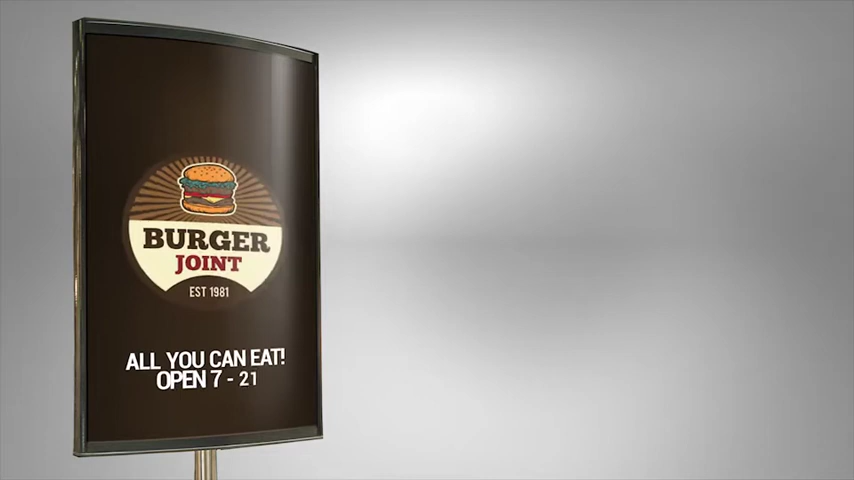 BURGER
JOINT
EST 1981
ALL YOU CAN EAT!
OPEN 7 - 21